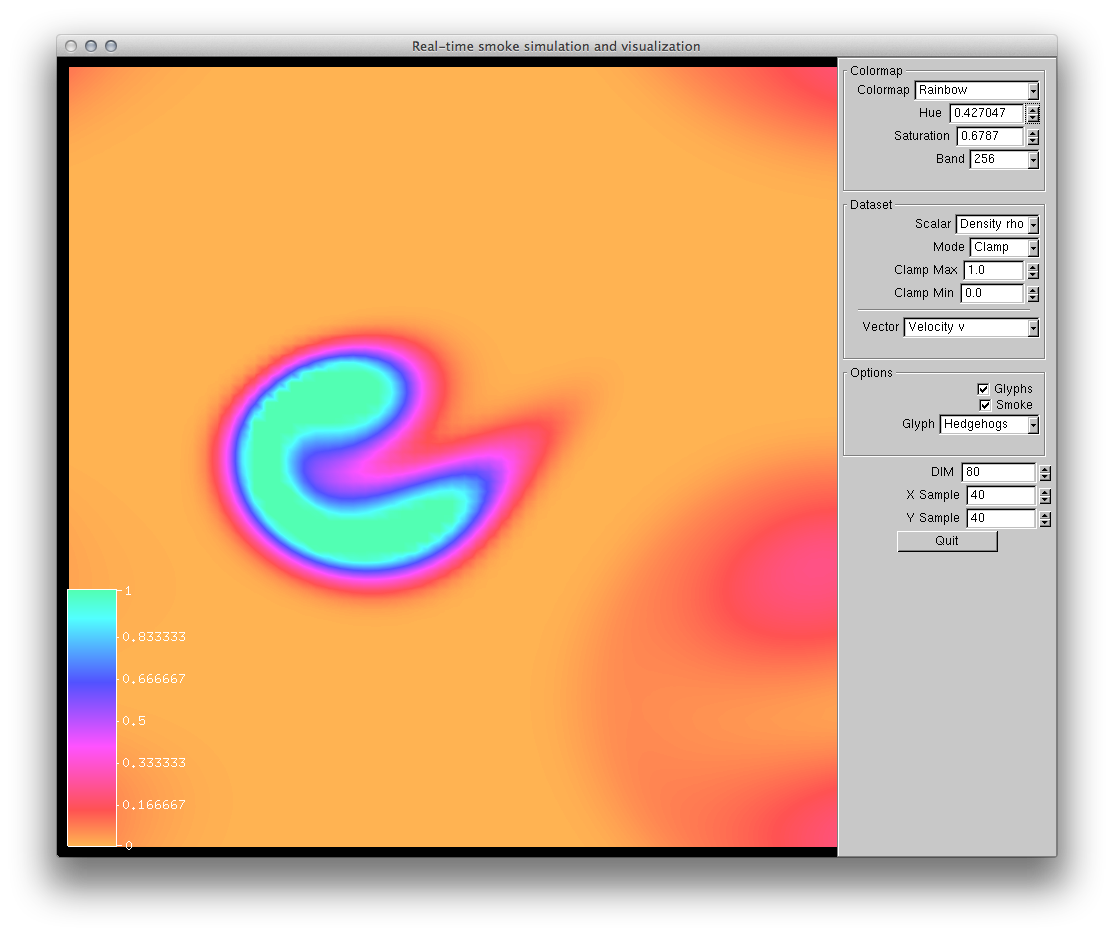 Real-time smoke simulation and visualization
Colormap
Colormap Rainbow
Hue 0.427047
Saturation 0.6787
Band 256
Dataset
Scalar Density rho
Mode Clamp
Clamp Max 1.0
Clamp Min 0.0
Vector Velocity v
Options
Glyphs
Smoke
Glyph Hedgehogs
DIM 80
X Sample 40
Y Sample 40
Quit
1
0.833333
0.666667
0.5
0.333333
0.166667
0